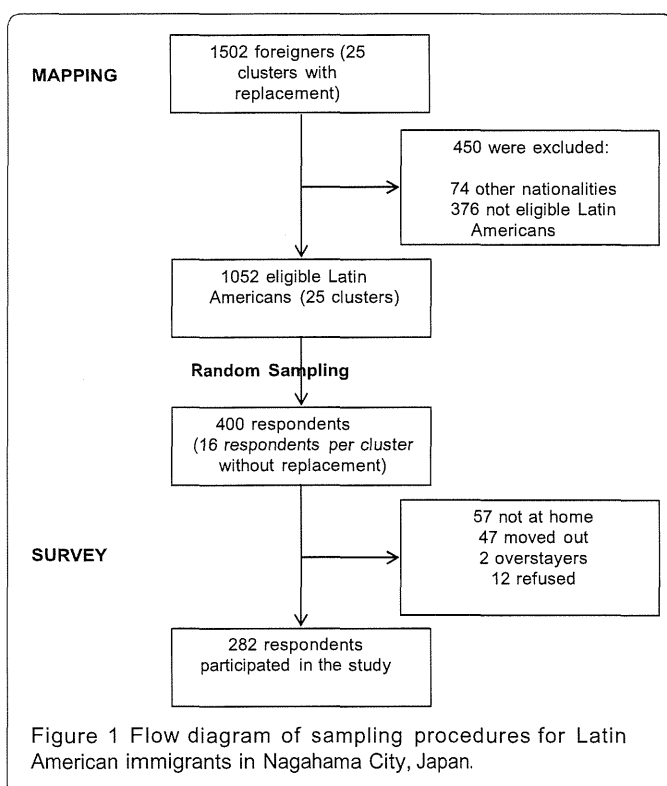 1502 foreigners (25
clusters with
replacement)
MAPPING
450 were excluded:
74 other nationalities
376 not eligible Latin
Americans
1052 eligible Latin
Americans (25 clusters)
Random Sampling
400 respondents
(16 respondents per cluster
without replacement)
57 not at home
47 moved out
2 overstayers
12 refused
SURVEY
282 respondents
participated in the study
Figure 1 Flow diagram of sampling procedures for Latin
American immigrants in Nagahama City, Japan.